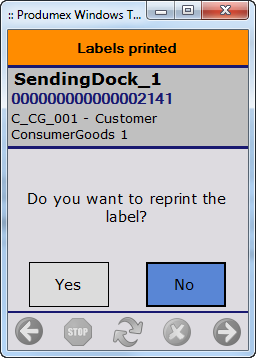 :: Produmex Windows T...
Labels printed
SendingDock_1
000000000000002141
C_CG_001 - Customer
ConsumerGoods 1
Do you want to reprint the
label?
Yes
No
STOP